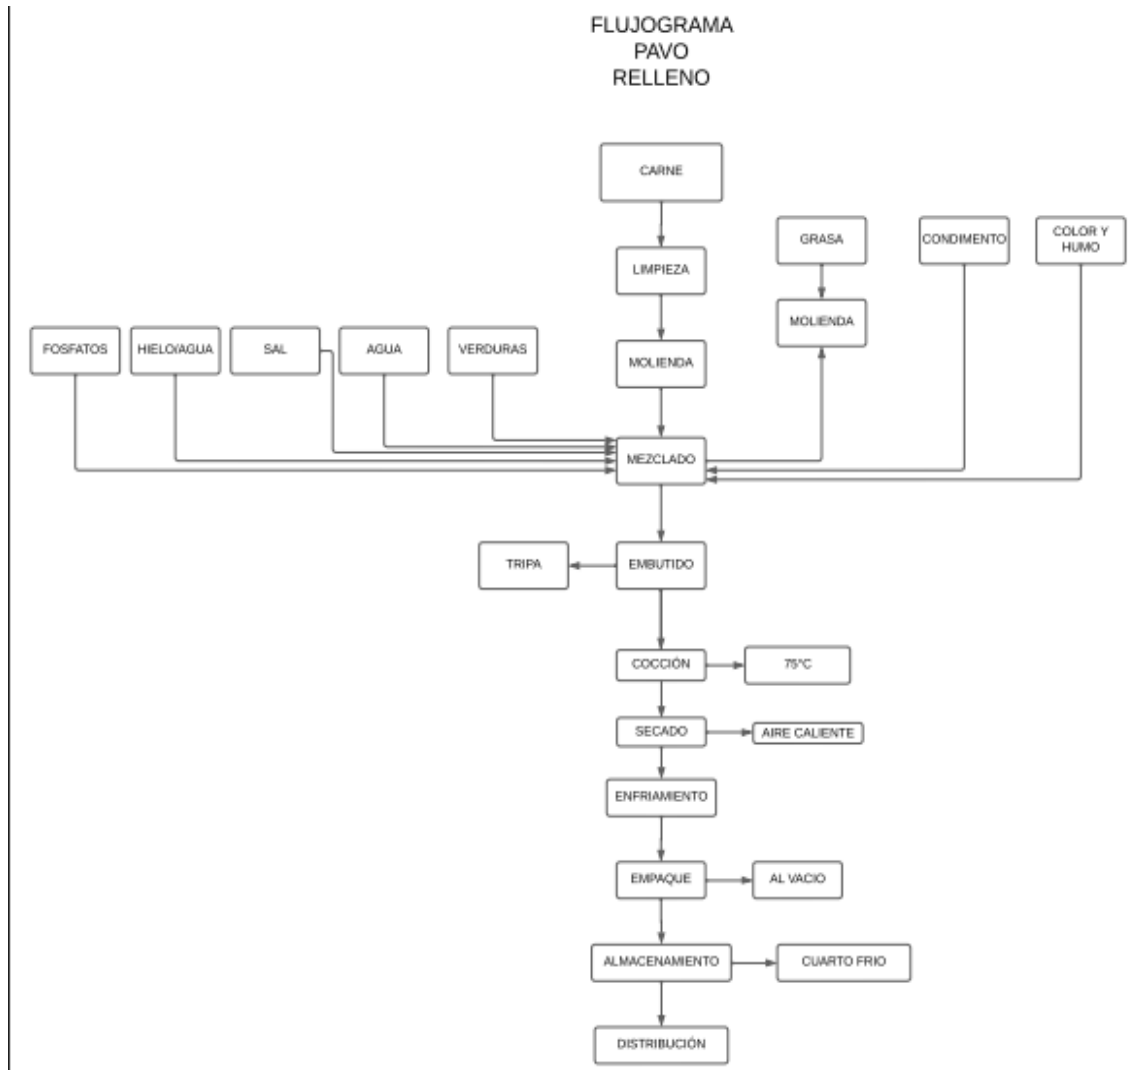 FLUJOGRAMA
PAVO
RELLENO
CARNE
GRASA
CONDIMENTO
COLOR Y
HUMO
LIMPIEZA
MOLIENDA
FOSFATOS
HIELO/AGUA
SAL
AGUA
VERDURAS
MOLIENDA
MEZCLADO
TRIPA
EMBUTIDO
COCCIÓN
75°C
SECADO
AIRE CALIENTE
ENFRIAMIENTO
EMPAQUE
AL VACIO
ALMACENAMIENTO
CUARTO FRIO
DISTRIBUCIÓN